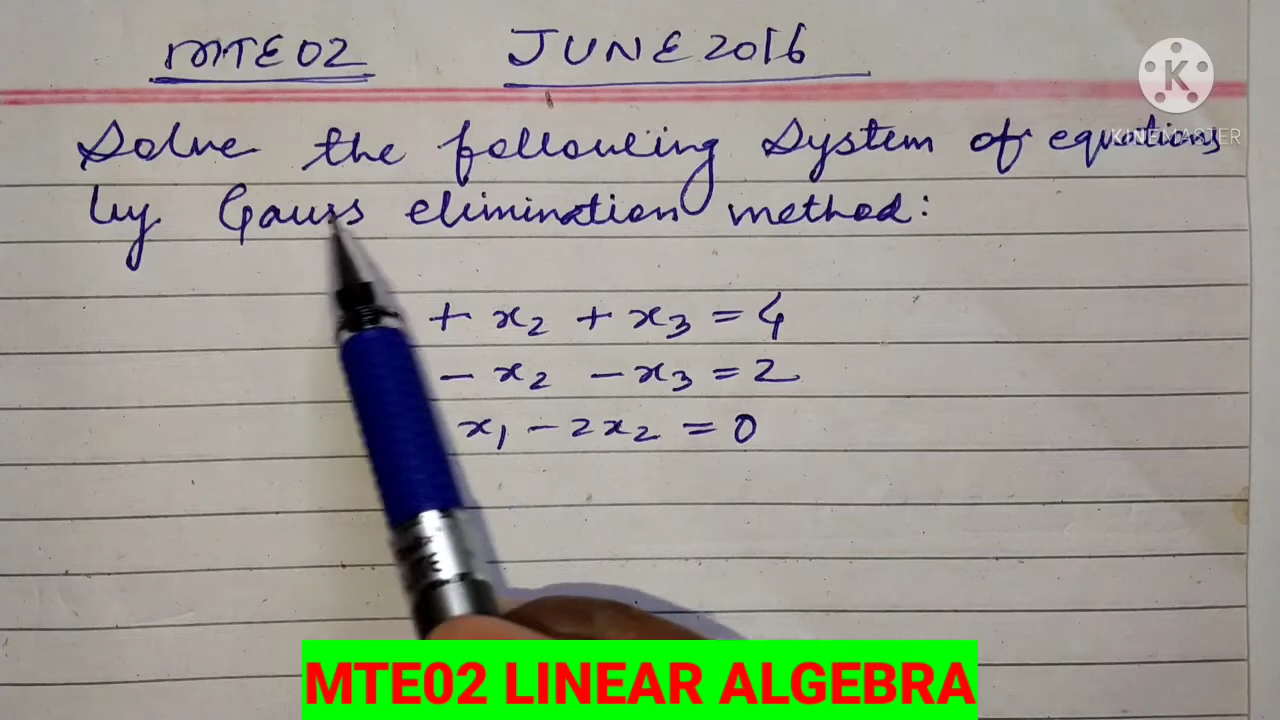 MTE02 JUNE 2016
Solve the following System of equations
by Gauss elimination method:
+ x₂ + x₃ = 4
- x₂ - x₃ = 2
x₁ - 2x₂ = 0
K
KINEMASTER
MTE02 LINEAR ALGEBRA